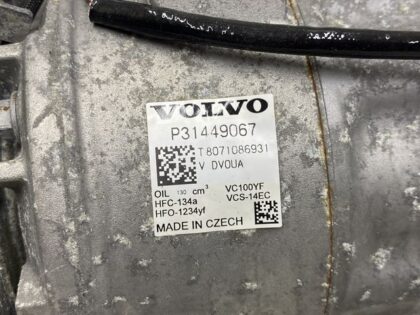 VOLVO
P31449067
T8071086931
V DV0UA
OIL 130 cm³ VC100YF
HFC-134a VCS-14EC
HFO-1234yf
MADE IN CZECH